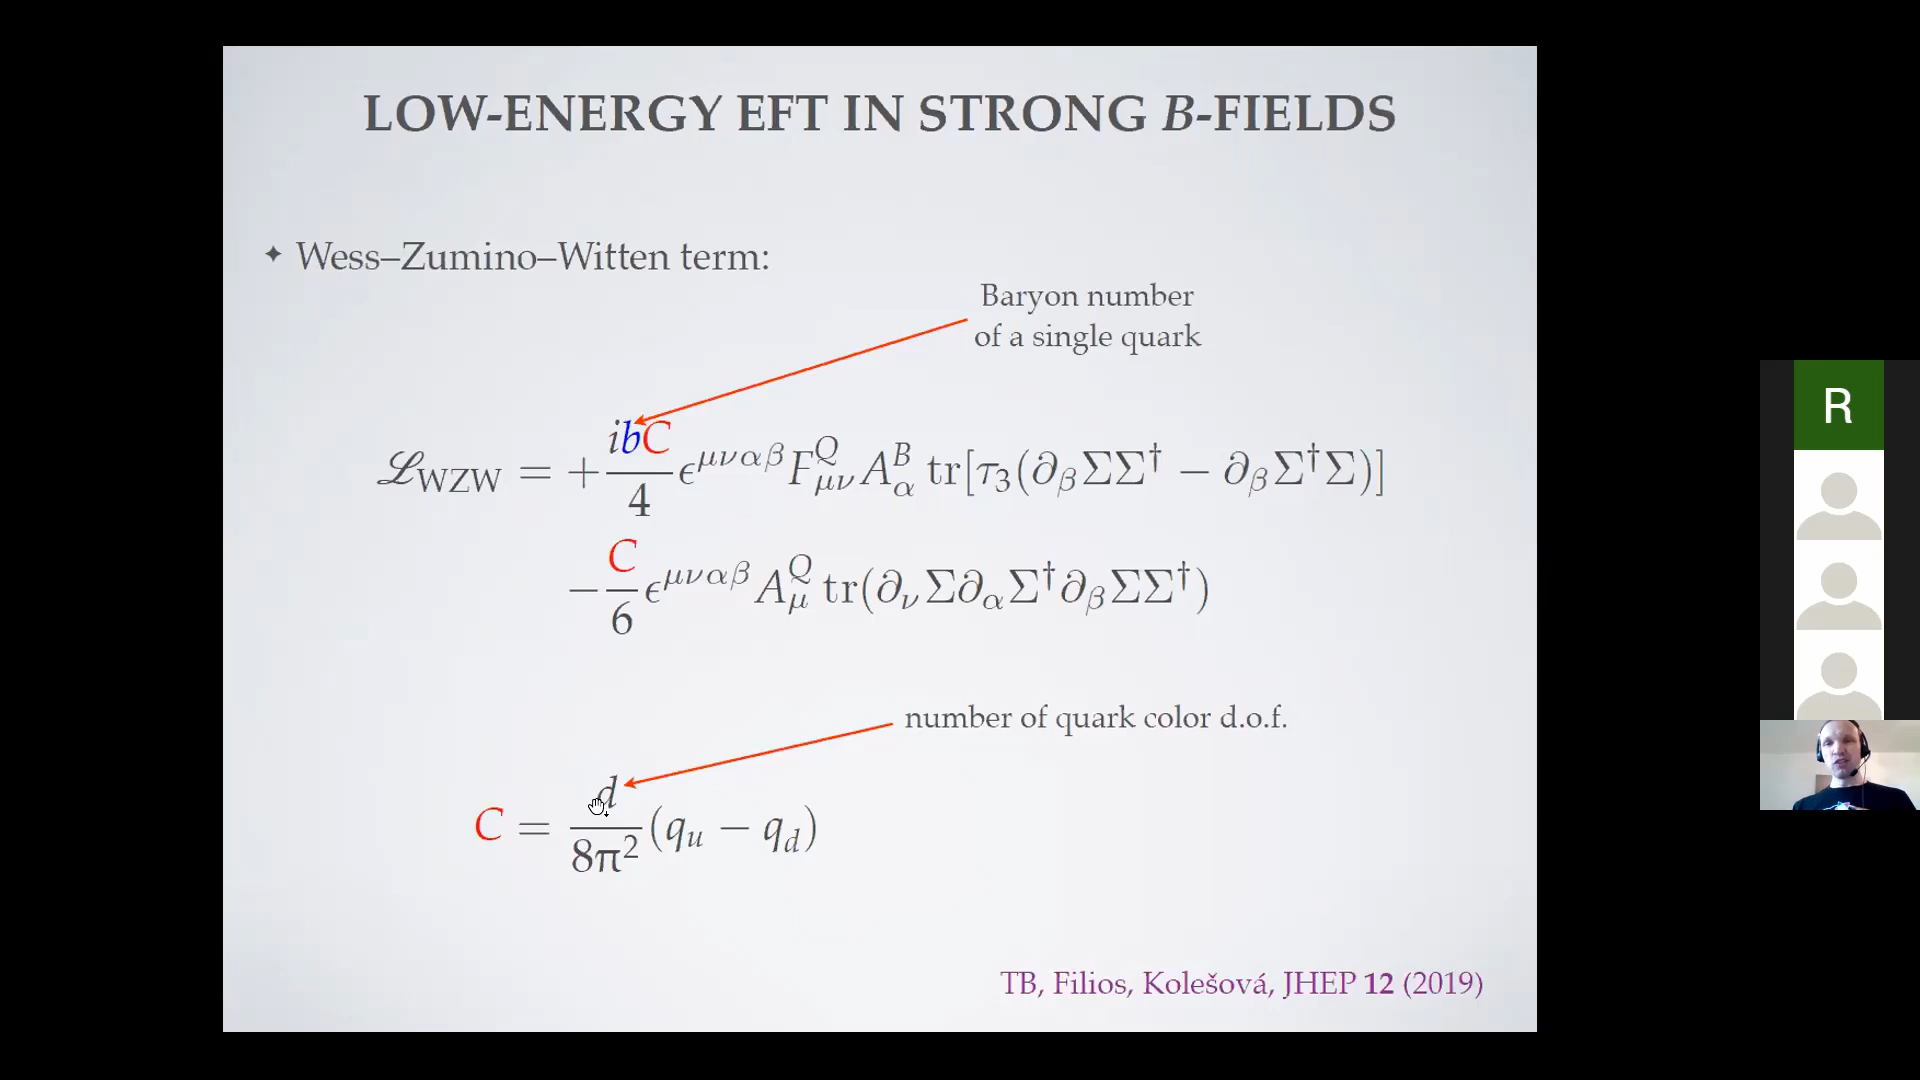 LOW-ENERGY EFT IN STRONG B-FIELDS
✦ Wess–Zumino–Witten term:
Baryon number
of a single quark
ℒ_WZW = + ibC/4 ϵ^{μναβ} F^Q_{μν} A^B_α tr[τ₃(∂_βΣΣ† − ∂_βΣ†Σ)]
− C/6 ϵ^{μναβ} A^Q_μ tr(∂_νΣ∂_αΣ†∂_βΣΣ†)
number of quark color d.o.f.
C = d/8π² (q_u − q_d)
TB, Filios, Kolešová, JHEP 12 (2019)
R